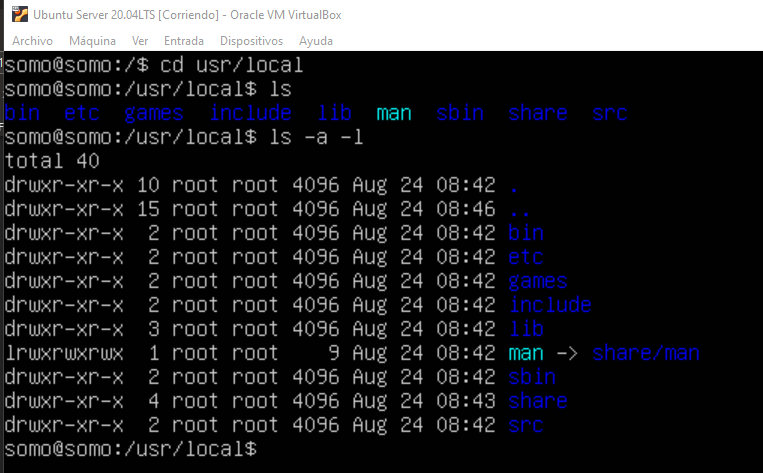 Ubuntu Server 20.04LTS [Corriendo] - Oracle VM VirtualBox
Archivo Máquina Ver Entrada Dispositivos Ayuda
somo@somo:/$ cd usr/local
somo@somo:/usr/local$ ls
bin etc games include lib man sbin share src
somo@somo:/usr/local$ ls -a -l
total 40
drwxr-xr-x 10 root root 4096 Aug 24 08:42 .
drwxr-xr-x 15 root root 4096 Aug 24 08:46 ..
drwxr-xr-x 2 root root 4096 Aug 24 08:42 bin
drwxr-xr-x 2 root root 4096 Aug 24 08:42 etc
drwxr-xr-x 2 root root 4096 Aug 24 08:42 games
drwxr-xr-x 2 root root 4096 Aug 24 08:42 include
drwxr-xr-x 3 root root 4096 Aug 24 08:42 lib
lrwxrwxrwx 1 root root 9 Aug 24 08:42 man -> share/man
drwxr-xr-x 2 root root 4096 Aug 24 08:42 sbin
drwxr-xr-x 4 root root 4096 Aug 24 08:43 share
drwxr-xr-x 2 root root 4096 Aug 24 08:42 src
somo@somo:/usr/local$